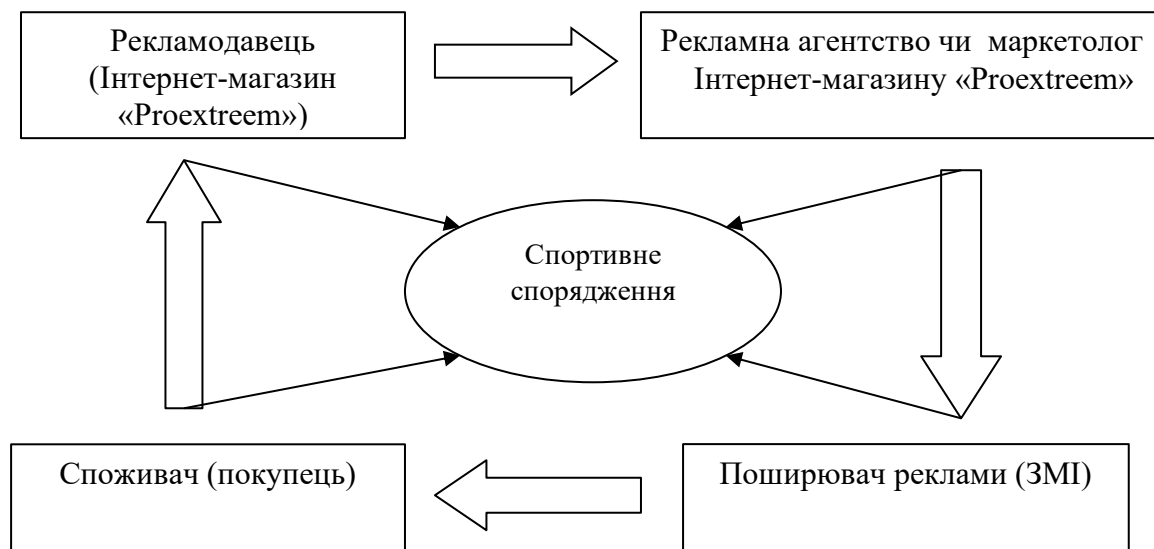 Рекламодавець
(Інтернет-магазин
«Proextreem»)
Рекламна агентство чи маркетолог
Інтернет-магазину «Proextreem»
Спортивне
спорядження
Споживач (покупець)
Поширювач реклами (ЗМІ)